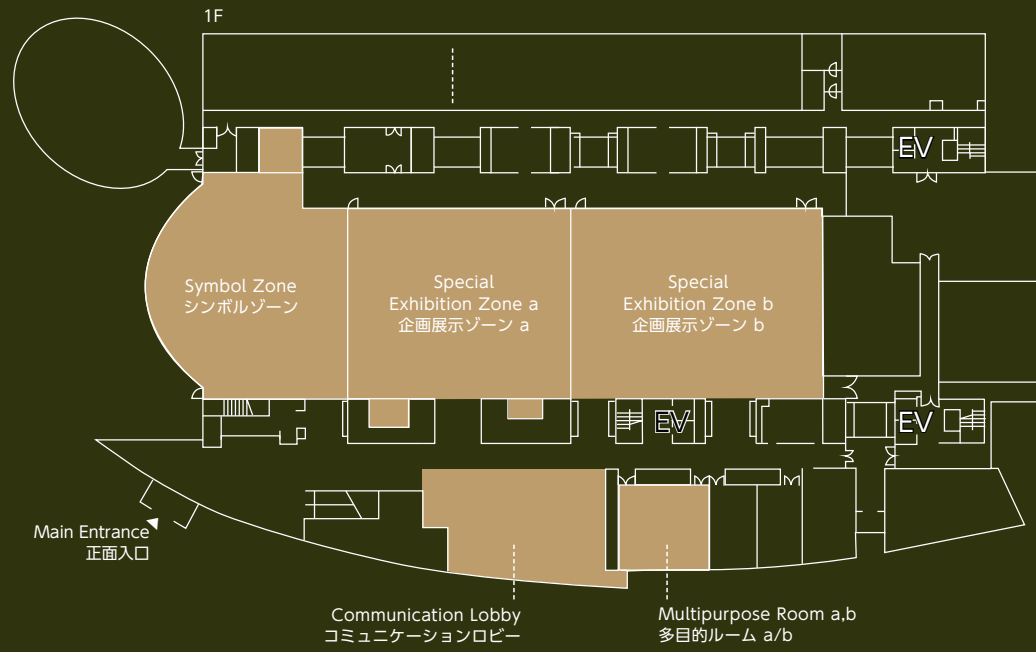 1F
EV
Symbol Zone
シンボルゾーン
Special
Exhibition Zone a
企画展示ゾーン a
Special
Exhibition Zone b
企画展示ゾーン b
EV
EV
Main Entrance
正面入口
Communication Lobby
コミュニケーションロビー
Multipurpose Room a,b
多目的ルーム a/b